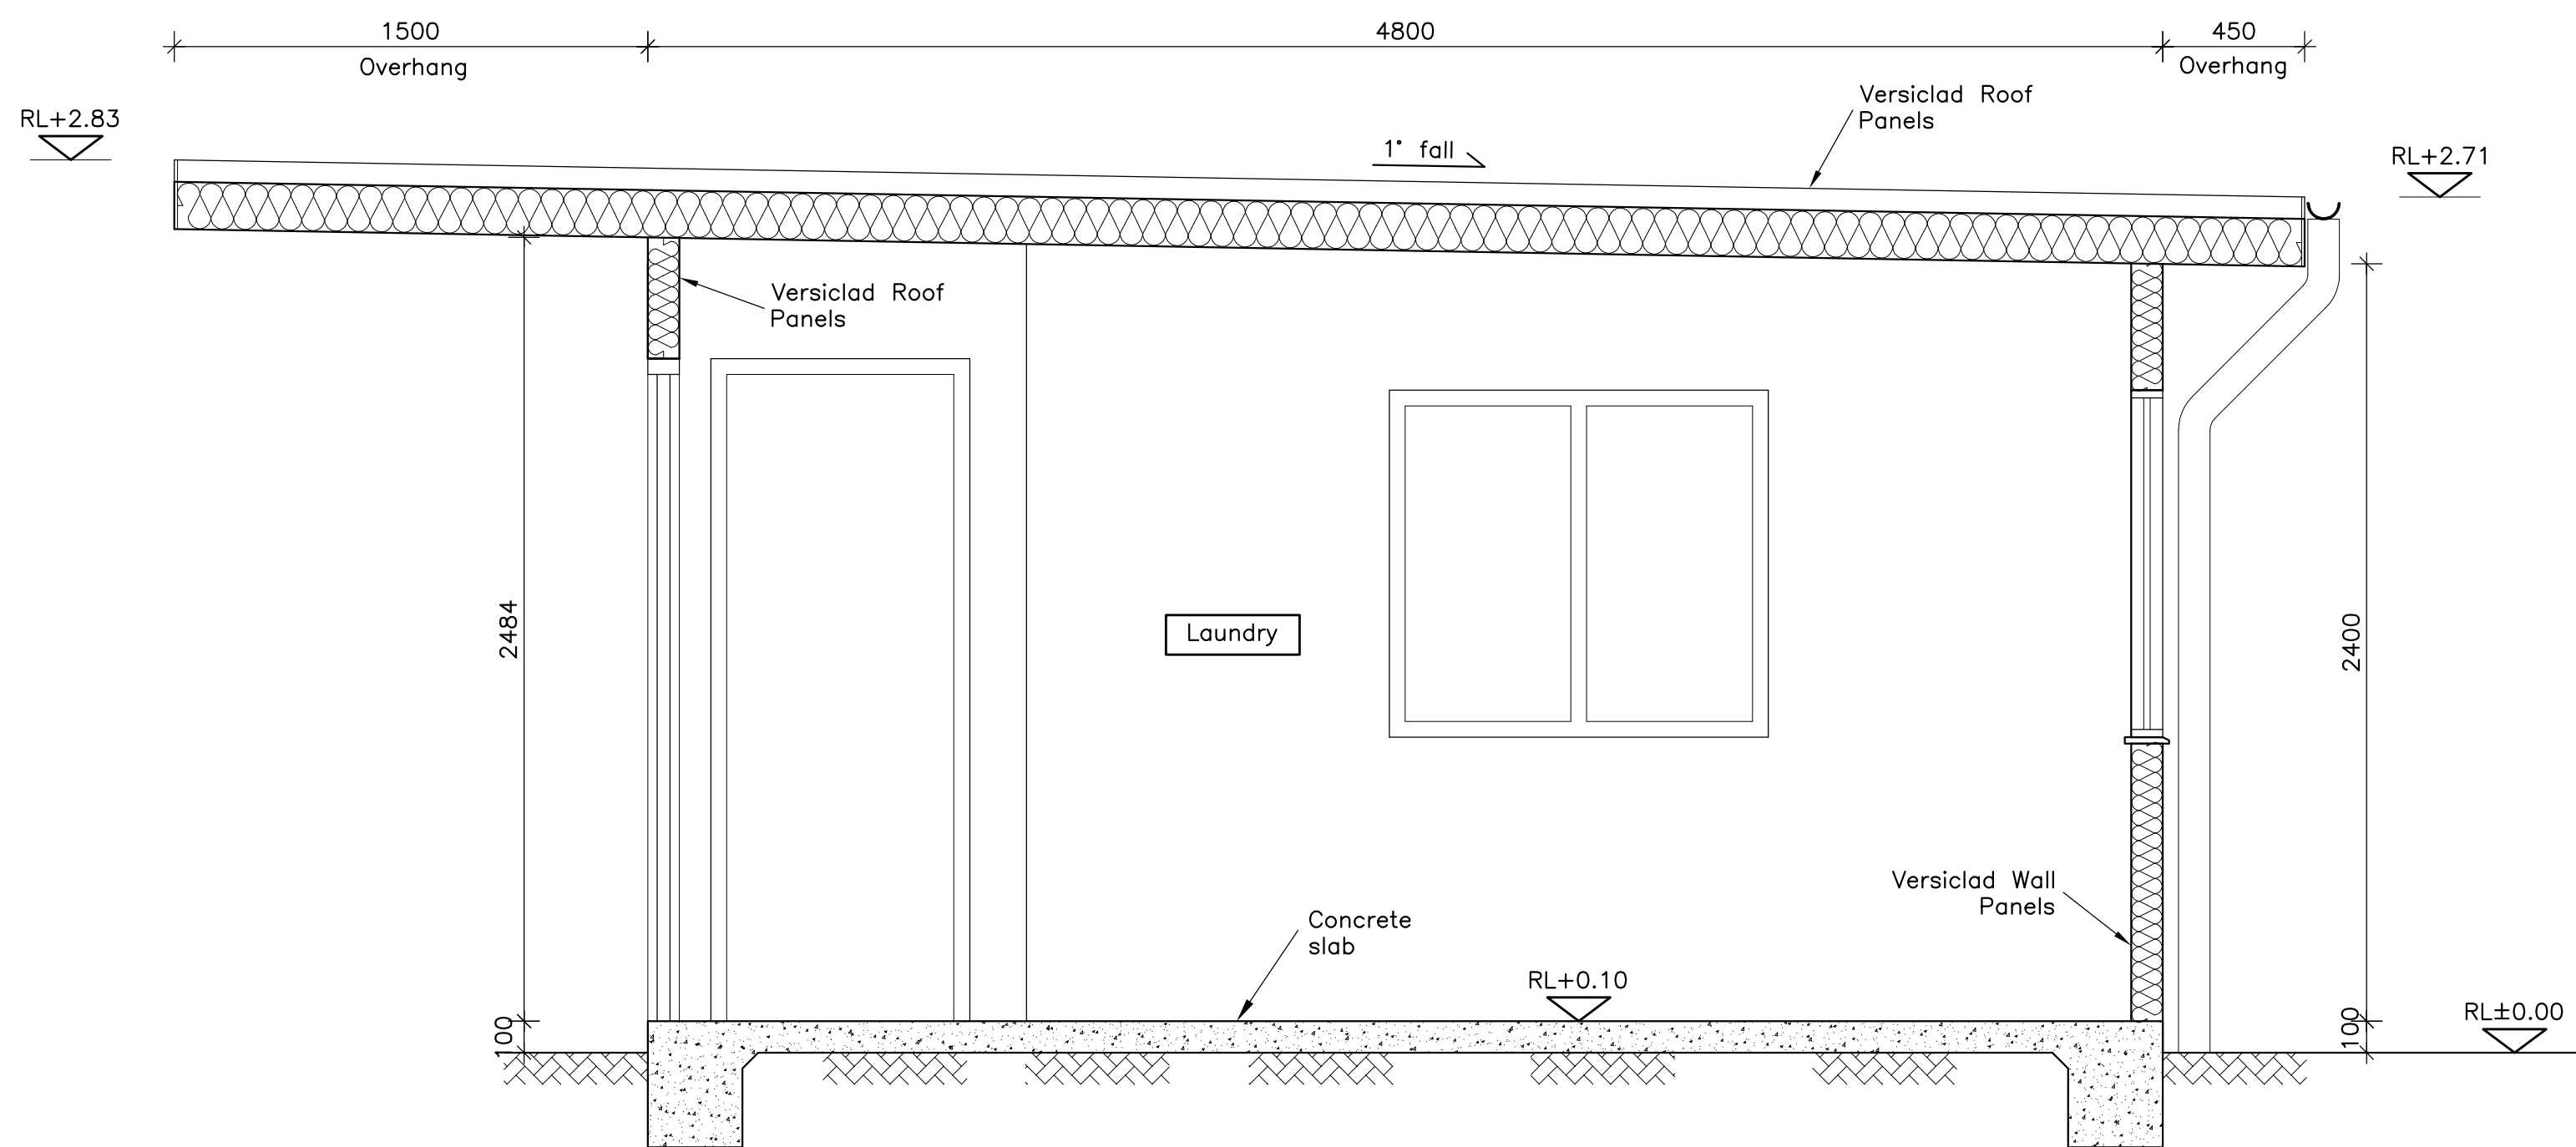 1500
Overhang
4800
450
Overhang
RL+2.83
Versiclad Roof
Panels
1° fall
RL+2.71
Versiclad Roof
Panels
2484
Laundry
2400
Versiclad Wall
Panels
Concrete
slab
RL+0.10
100
100
RL±0.00